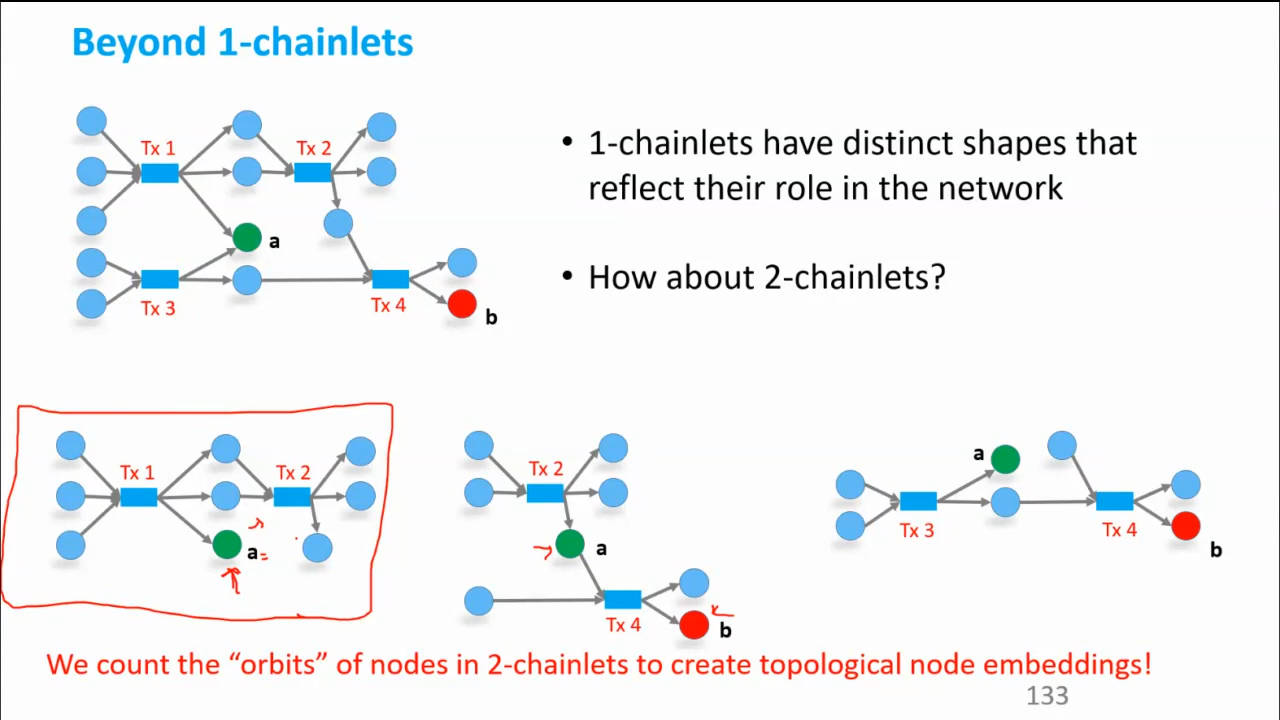 Beyond 1-chainlets
Tx 1
Tx 2
a
Tx 3
Tx 4
b
• 1-chainlets have distinct shapes that
reflect their role in the network
• How about 2-chainlets?
Tx 1
Tx 2
a
Tx 2
a
Tx 4
b
a
Tx 3
Tx 4
b
We count the “orbits” of nodes in 2-chainlets to create topological node embeddings!
133